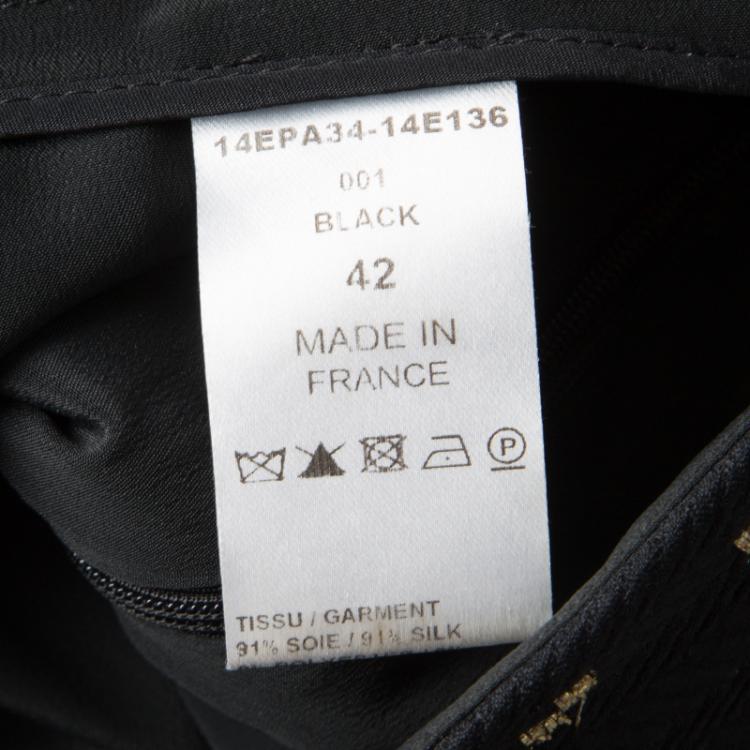 14EPA34-14E136
001
BLACK
42
MADE IN
FRANCE
P
TISSU / GARMENT
91% SOIE / 91% SILK